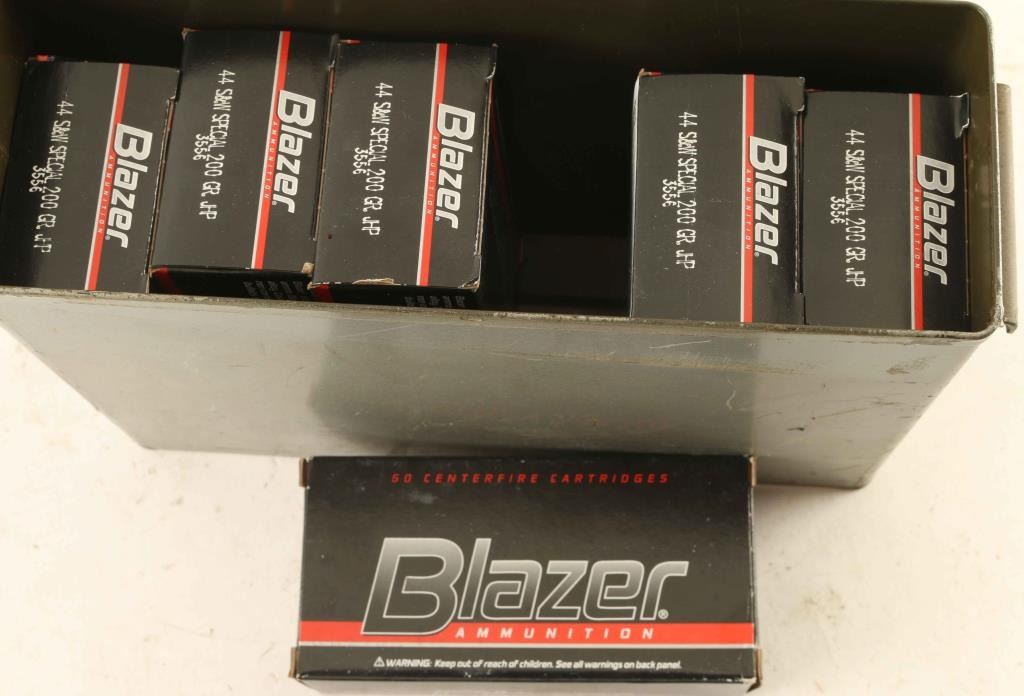 Blazer
AMMUNITION
44 S&W SPECIAL 200 GR. JHP
3556
Blazer
AMMUNITION
44 S&W SPECIAL 200 GR. JHP
3556
Blazer
AMMUNITION
44 S&W SPECIAL 200 GR. JHP
3556
Blazer
AMMUNITION
44 S&W SPECIAL 200 GR. JHP
3556
Blazer
AMMUNITION
44 S&W SPECIAL 200 GR. JHP
3556
50 CENTERFIRE CARTRIDGES
Blazer®
AMMUNITION
⚠WARNING: Keep out of reach of children. See all warnings on back panel.